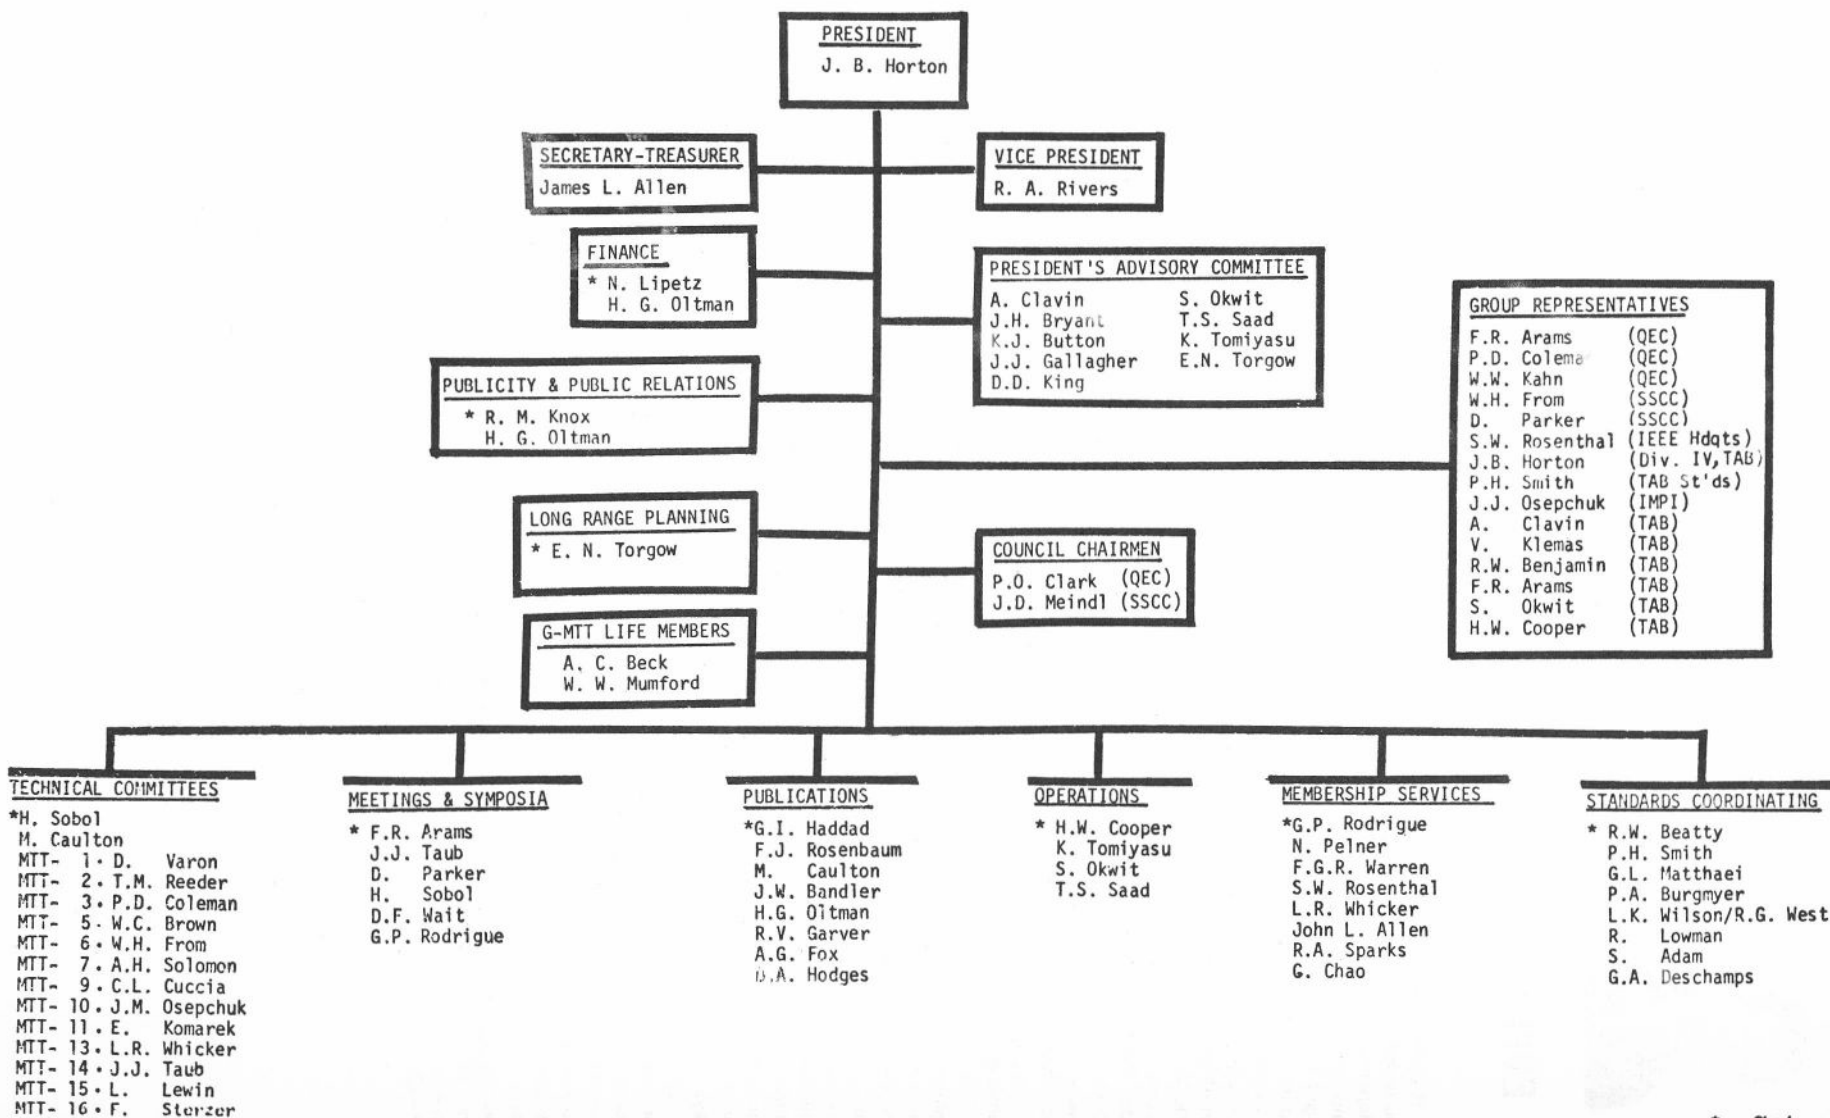 PRESIDENT
J. B. Horton
SECRETARY-TREASURER
James L. Allen
VICE PRESIDENT
R. A. Rivers
FINANCE
* N. Lipetz
H. G. Oltman
PRESIDENT'S ADVISORY COMMITTEE
A. Clavin S. Okwit
J.H. Bryant T.S. Saad
K.J. Button K. Tomiyasu
J.J. Gallagher E.N. Torgow
D.D. King
GROUP REPRESENTATIVES
F.R. Arams (QEC)
P.D. Colema (QEC)
W.W. Kahn (QEC)
W.H. From (SSCC)
D. Parker (SSCC)
S.W. Rosenthal (IEEE Hdqts)
J.B. Horton (Div. IV,TAB)
P.H. Smith (TAB St'ds)
J.J. Osepchuk (IMPI)
A. Clavin (TAB)
V. Klemas (TAB)
R.W. Benjamin (TAB)
F.R. Arams (TAB)
S. Okwit (TAB)
H.W. Cooper (TAB)
PUBLICITY & PUBLIC RELATIONS
* R. M. Knox
H. G. Oltman
LONG RANGE PLANNING
* E. N. Torgow
COUNCIL CHAIRMEN
P.O. Clark (QEC)
J.D. Meindl (SSCC)
G-MTT LIFE MEMBERS
A. C. Beck
W. W. Mumford
TECHNICAL COMMITTEES
*H. Sobol
M. Caulton
MTT- 1 · D. Varon
MTT- 2 · T.M. Reeder
MTT- 3 · P.D. Coleman
MTT- 5 · W.C. Brown
MTT- 6 · W.H. From
MTT- 7 · A.H. Solomon
MTT- 9 · C.L. Cuccia
MTT- 10 · J.M. Osepchuk
MTT- 11 · E. Komarek
MTT- 13 · L.R. Whicker
MTT- 14 · J.J. Taub
MTT- 15 · L. Lewin
MTT- 16 · F. Sterzer
MEETINGS & SYMPOSIA
* F.R. Arams
J.J. Taub
D. Parker
H. Sobol
D.F. Wait
G.P. Rodrigue
PUBLICATIONS
*G.I. Haddad
F.J. Rosenbaum
M. Caulton
J.W. Bandler
H.G. Oltman
R.V. Garver
A.G. Fox
D.A. Hodges
OPERATIONS
* H.W. Cooper
K. Tomiyasu
S. Okwit
T.S. Saad
MEMBERSHIP SERVICES
*G.P. Rodrigue
N. Pelner
F.G.R. Warren
S.W. Rosenthal
L.R. Whicker
John L. Allen
R.A. Sparks
G. Chao
STANDARDS COORDINATING
* R.W. Beatty
P.H. Smith
G.L. Matthaei
P.A. Burgmyer
L.K. Wilson/R.G. West
R. Lowman
S. Adam
G.A. Deschamps